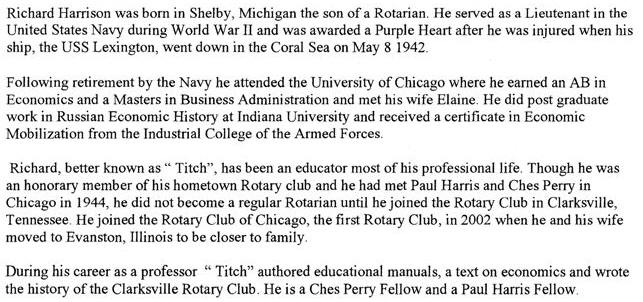 Richard Harrison was born in Shelby, Michigan the son of a Rotarian. He served as a Lieutenant in the
United States Navy during World War II and was awarded a Purple Heart after he was injured when his
ship, the USS Lexington, went down in the Coral Sea on May 8 1942.
Following retirement by the Navy he attended the University of Chicago where he earned an AB in
Economics and a Masters in Business Administration and met his wife Elaine. He did post graduate
work in Russian Economic History at Indiana University and received a certificate in Economic
Mobilization from the Industrial College of the Armed Forces.
Richard, better known as “ Titch”, has been an educator most of his professional life. Though he was
an honorary member of his hometown Rotary club and he had met Paul Harris and Ches Perry in
Chicago in 1944, he did not become a regular Rotarian until he joined the Rotary Club in Clarksville,
Tennessee. He joined the Rotary Club of Chicago, the first Rotary Club, in 2002 when he and his wife
moved to Evanston, Illinois to be closer to family.
During his career as a professor “ Titch” authored educational manuals, a text on economics and wrote
the history of the Clarksville Rotary Club. He is a Ches Perry Fellow and a Paul Harris Fellow.